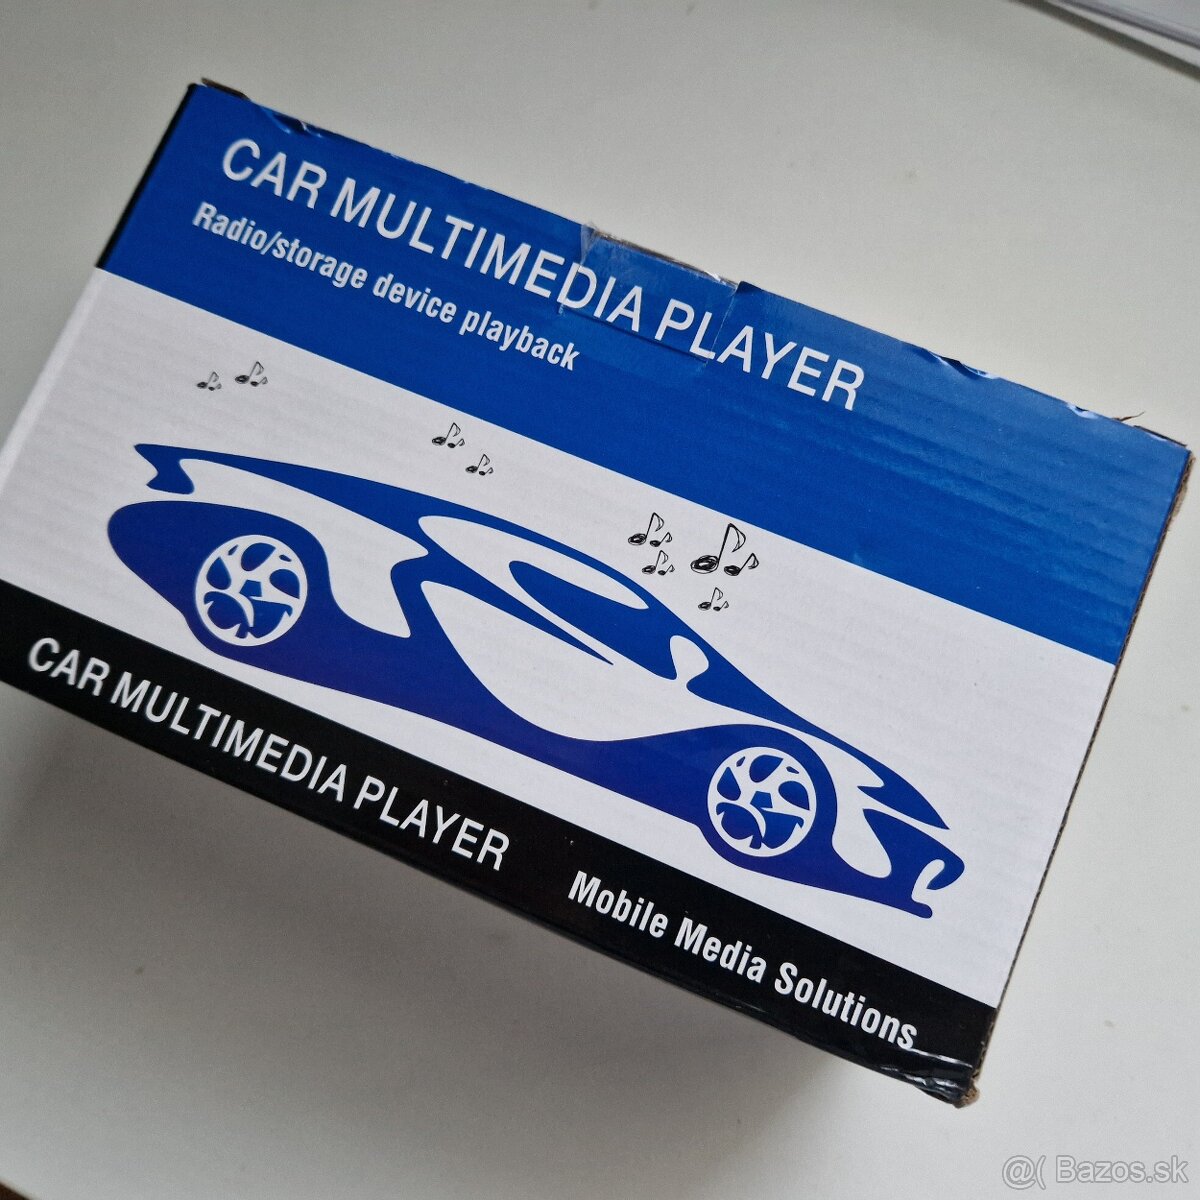 CAR MULTIMEDIA PLAYER
Radio/storage device playback
CAR MULTIMEDIA PLAYER
Mobile Media Solutions
@( Bazos.sk